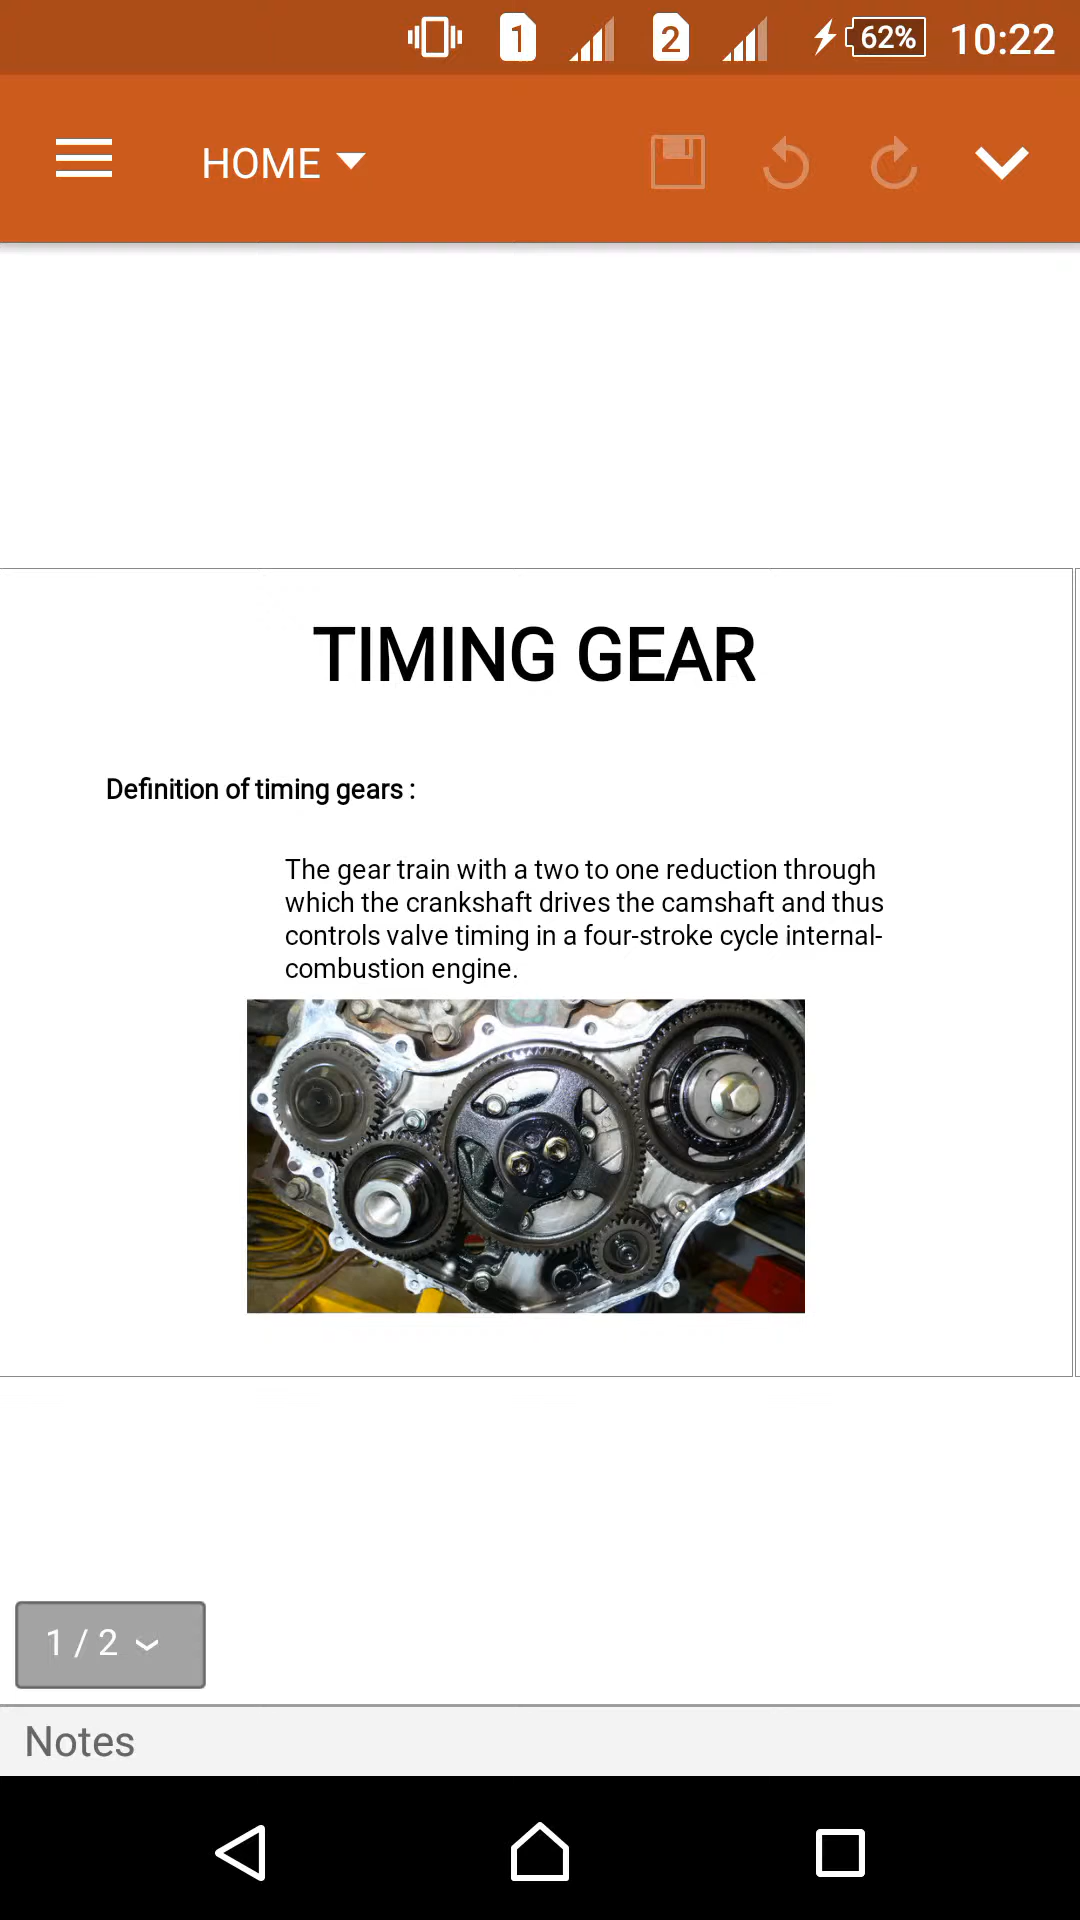 1 2 62% 10:22
HOME
TIMING GEAR
Definition of timing gears :
The gear train with a two to one reduction through
which the crankshaft drives the camshaft and thus
controls valve timing in a four-stroke cycle internal-
combustion engine.
1 / 2
Notes